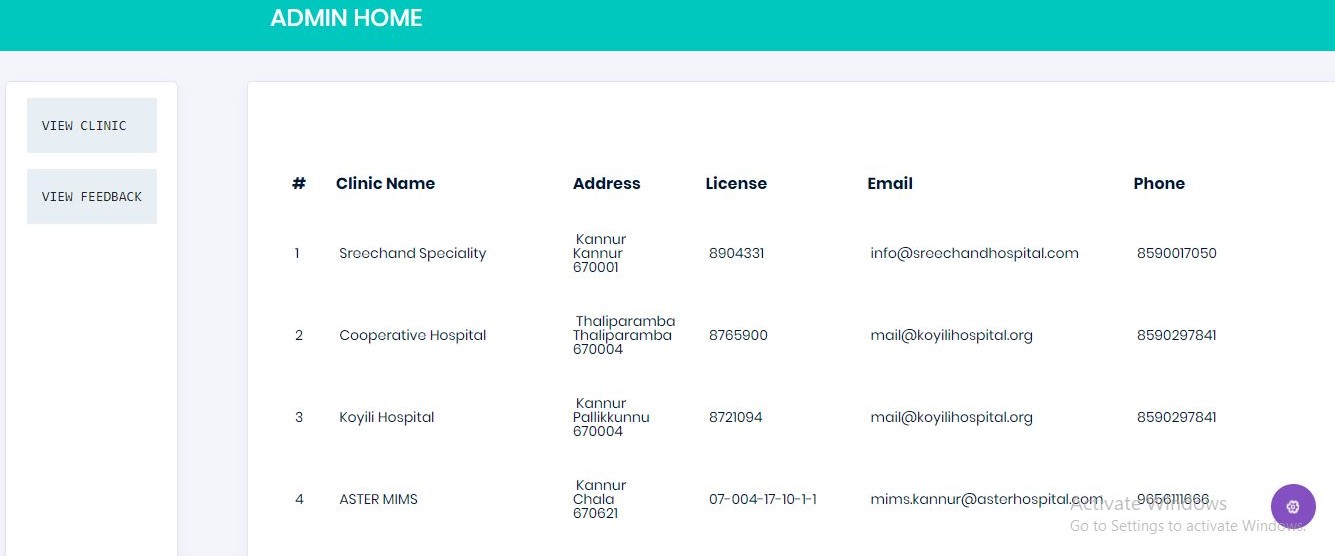 ADMIN HOME
VIEW CLINIC
VIEW FEEDBACK
# Clinic Name Address License Email Phone
1 Sreechand Speciality Kannur Kannur 670001 8904331 info@sreechandhospital.com 8590017050
2 Cooperative Hospital Thaliparamba Thaliparamba 670004 8765900 mail@koyilihospital.org 8590297841
3 Koyili Hospital Kannur Pallikkunnu 670004 8721094 mail@koyilihospital.org 8590297841
4 ASTER MIMS Kannur Chala 670621 07-004-17-10-1-1 mims.kannur@asterhospital.com
Activate Windows
Go to Settings to activate Windows.